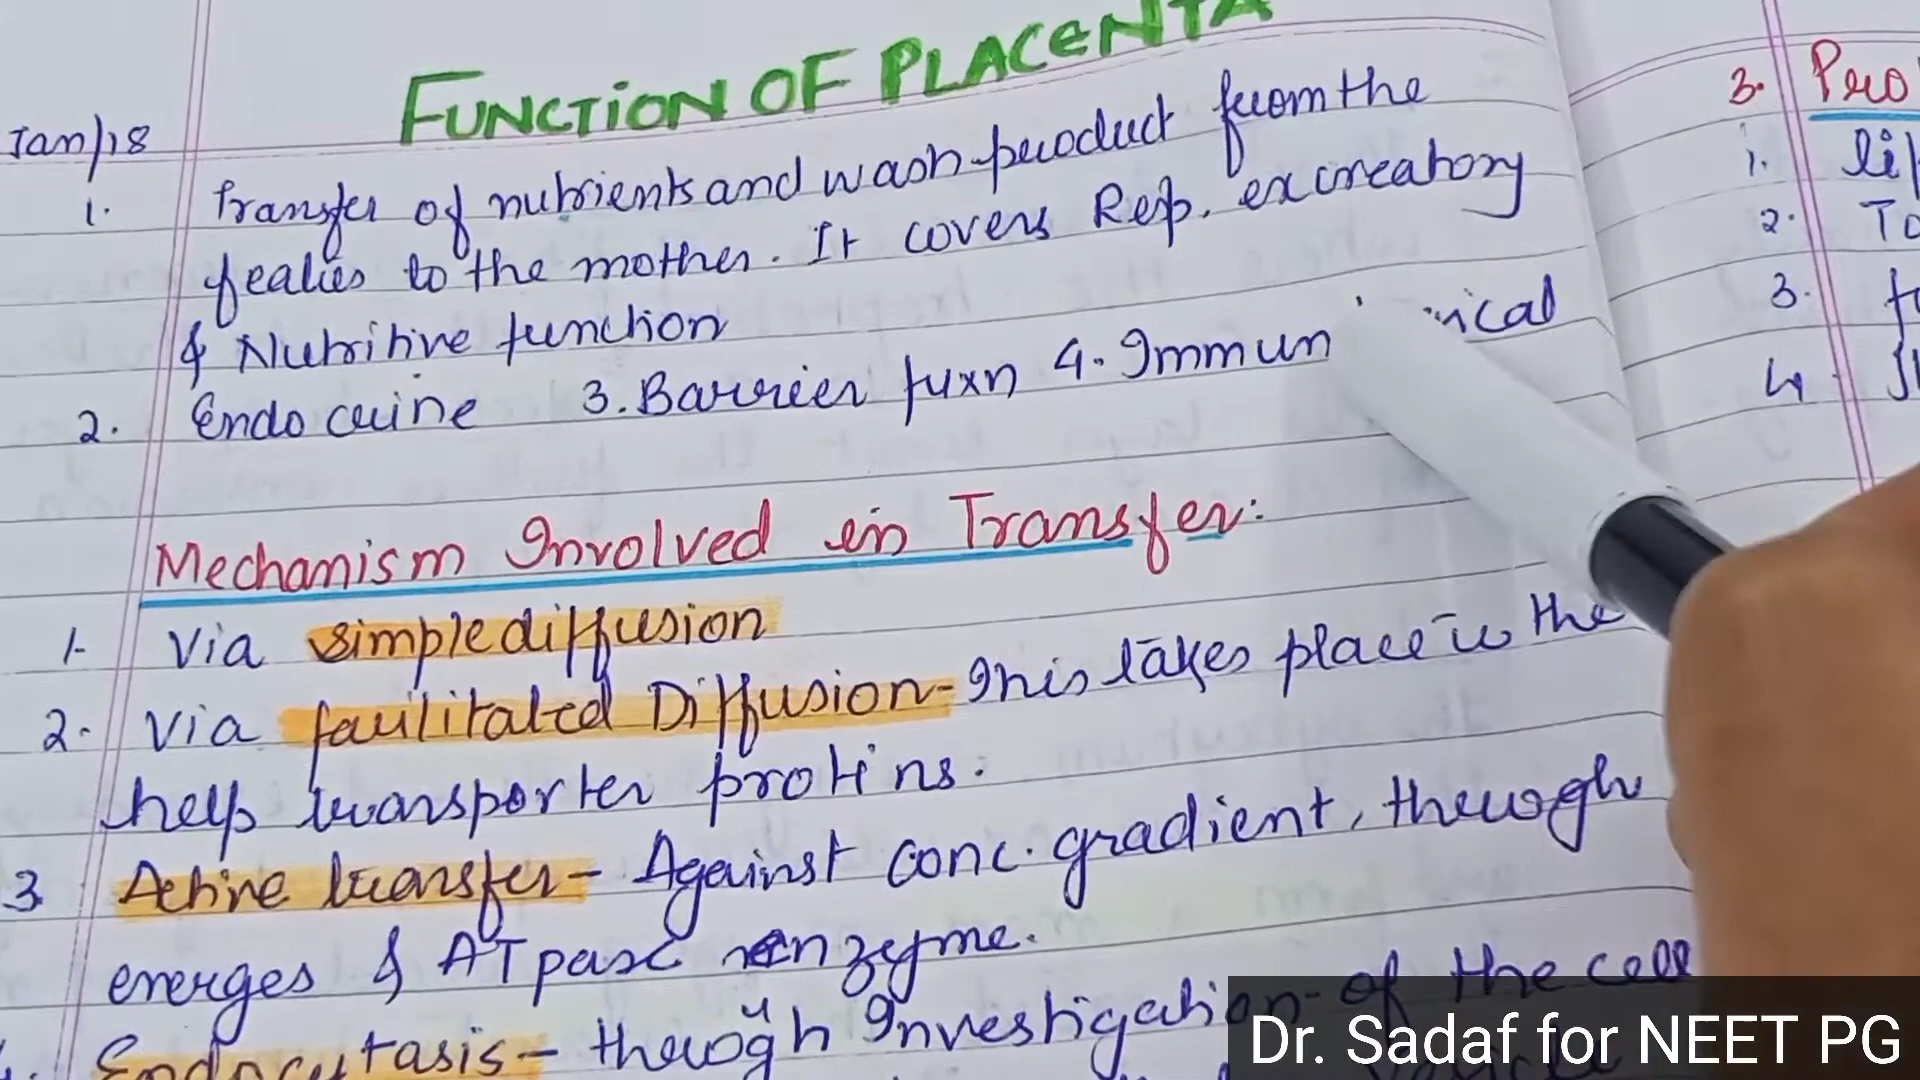 FUNCTION OF PLACENTA
Jan/18
1. Transfer of nutrients and wash product from the
fealies to the mother. It covers Rep. excreatory
& Nutritive function
2. Endocrine 3. Barrier fuxn 4. Immun ical
Mechanism Involved in Transfer:
1- Via simple diffusion
2- Via facilitated Diffusion- This takes place is the
help transporter protins.
3 Active transfer- Against conc. gradient, through
energes & ATpase enzyme.
Endocytasis- through Investigation of the cell
3. Pro
1. li
2. To
3. f
4.
Dr. Sadaf for NEET PG